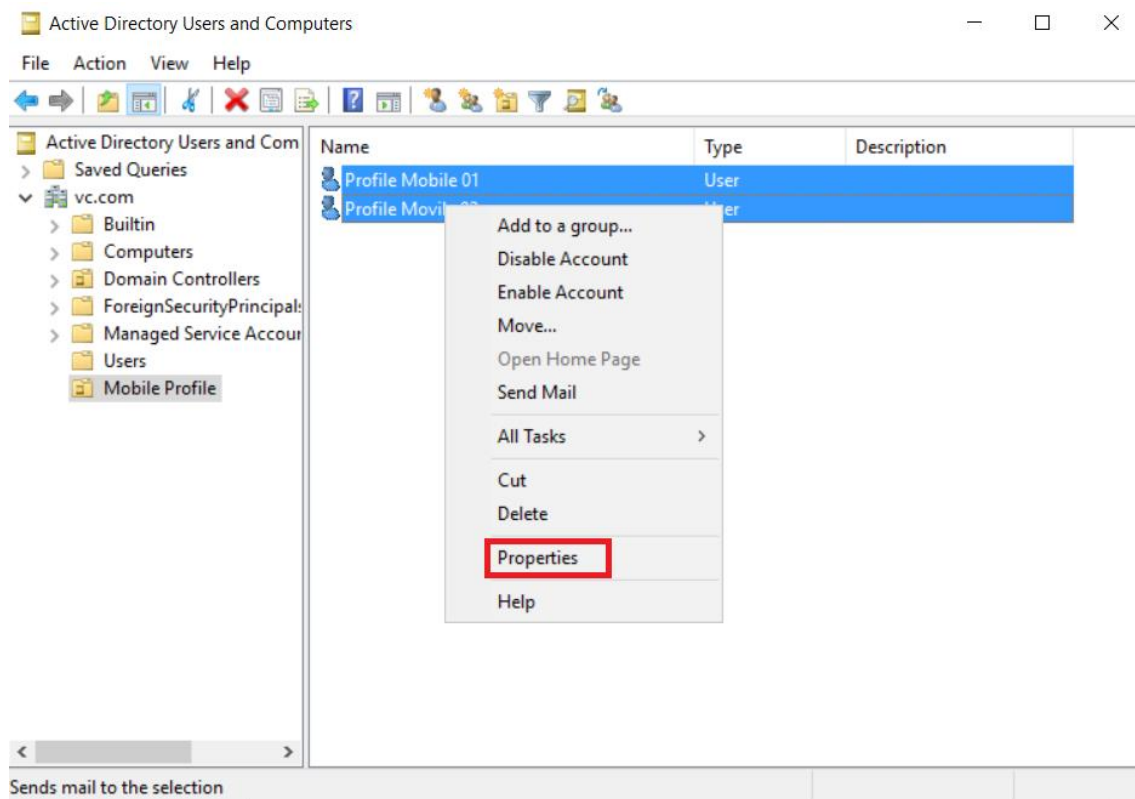 Active Directory Users and Computers
File Action View Help
Active Directory Users and Com
Saved Queries
vc.com
Builtin
Computers
Domain Controllers
ForeignSecurityPrincipals
Managed Service Accour
Users
Mobile Profile
Name Type Description
Profile Mobile 01 User
Profile Movil
Add to a group...
Disable Account
Enable Account
Move...
Open Home Page
Send Mail
All Tasks
Cut
Delete
Properties
Help
Sends mail to the selection